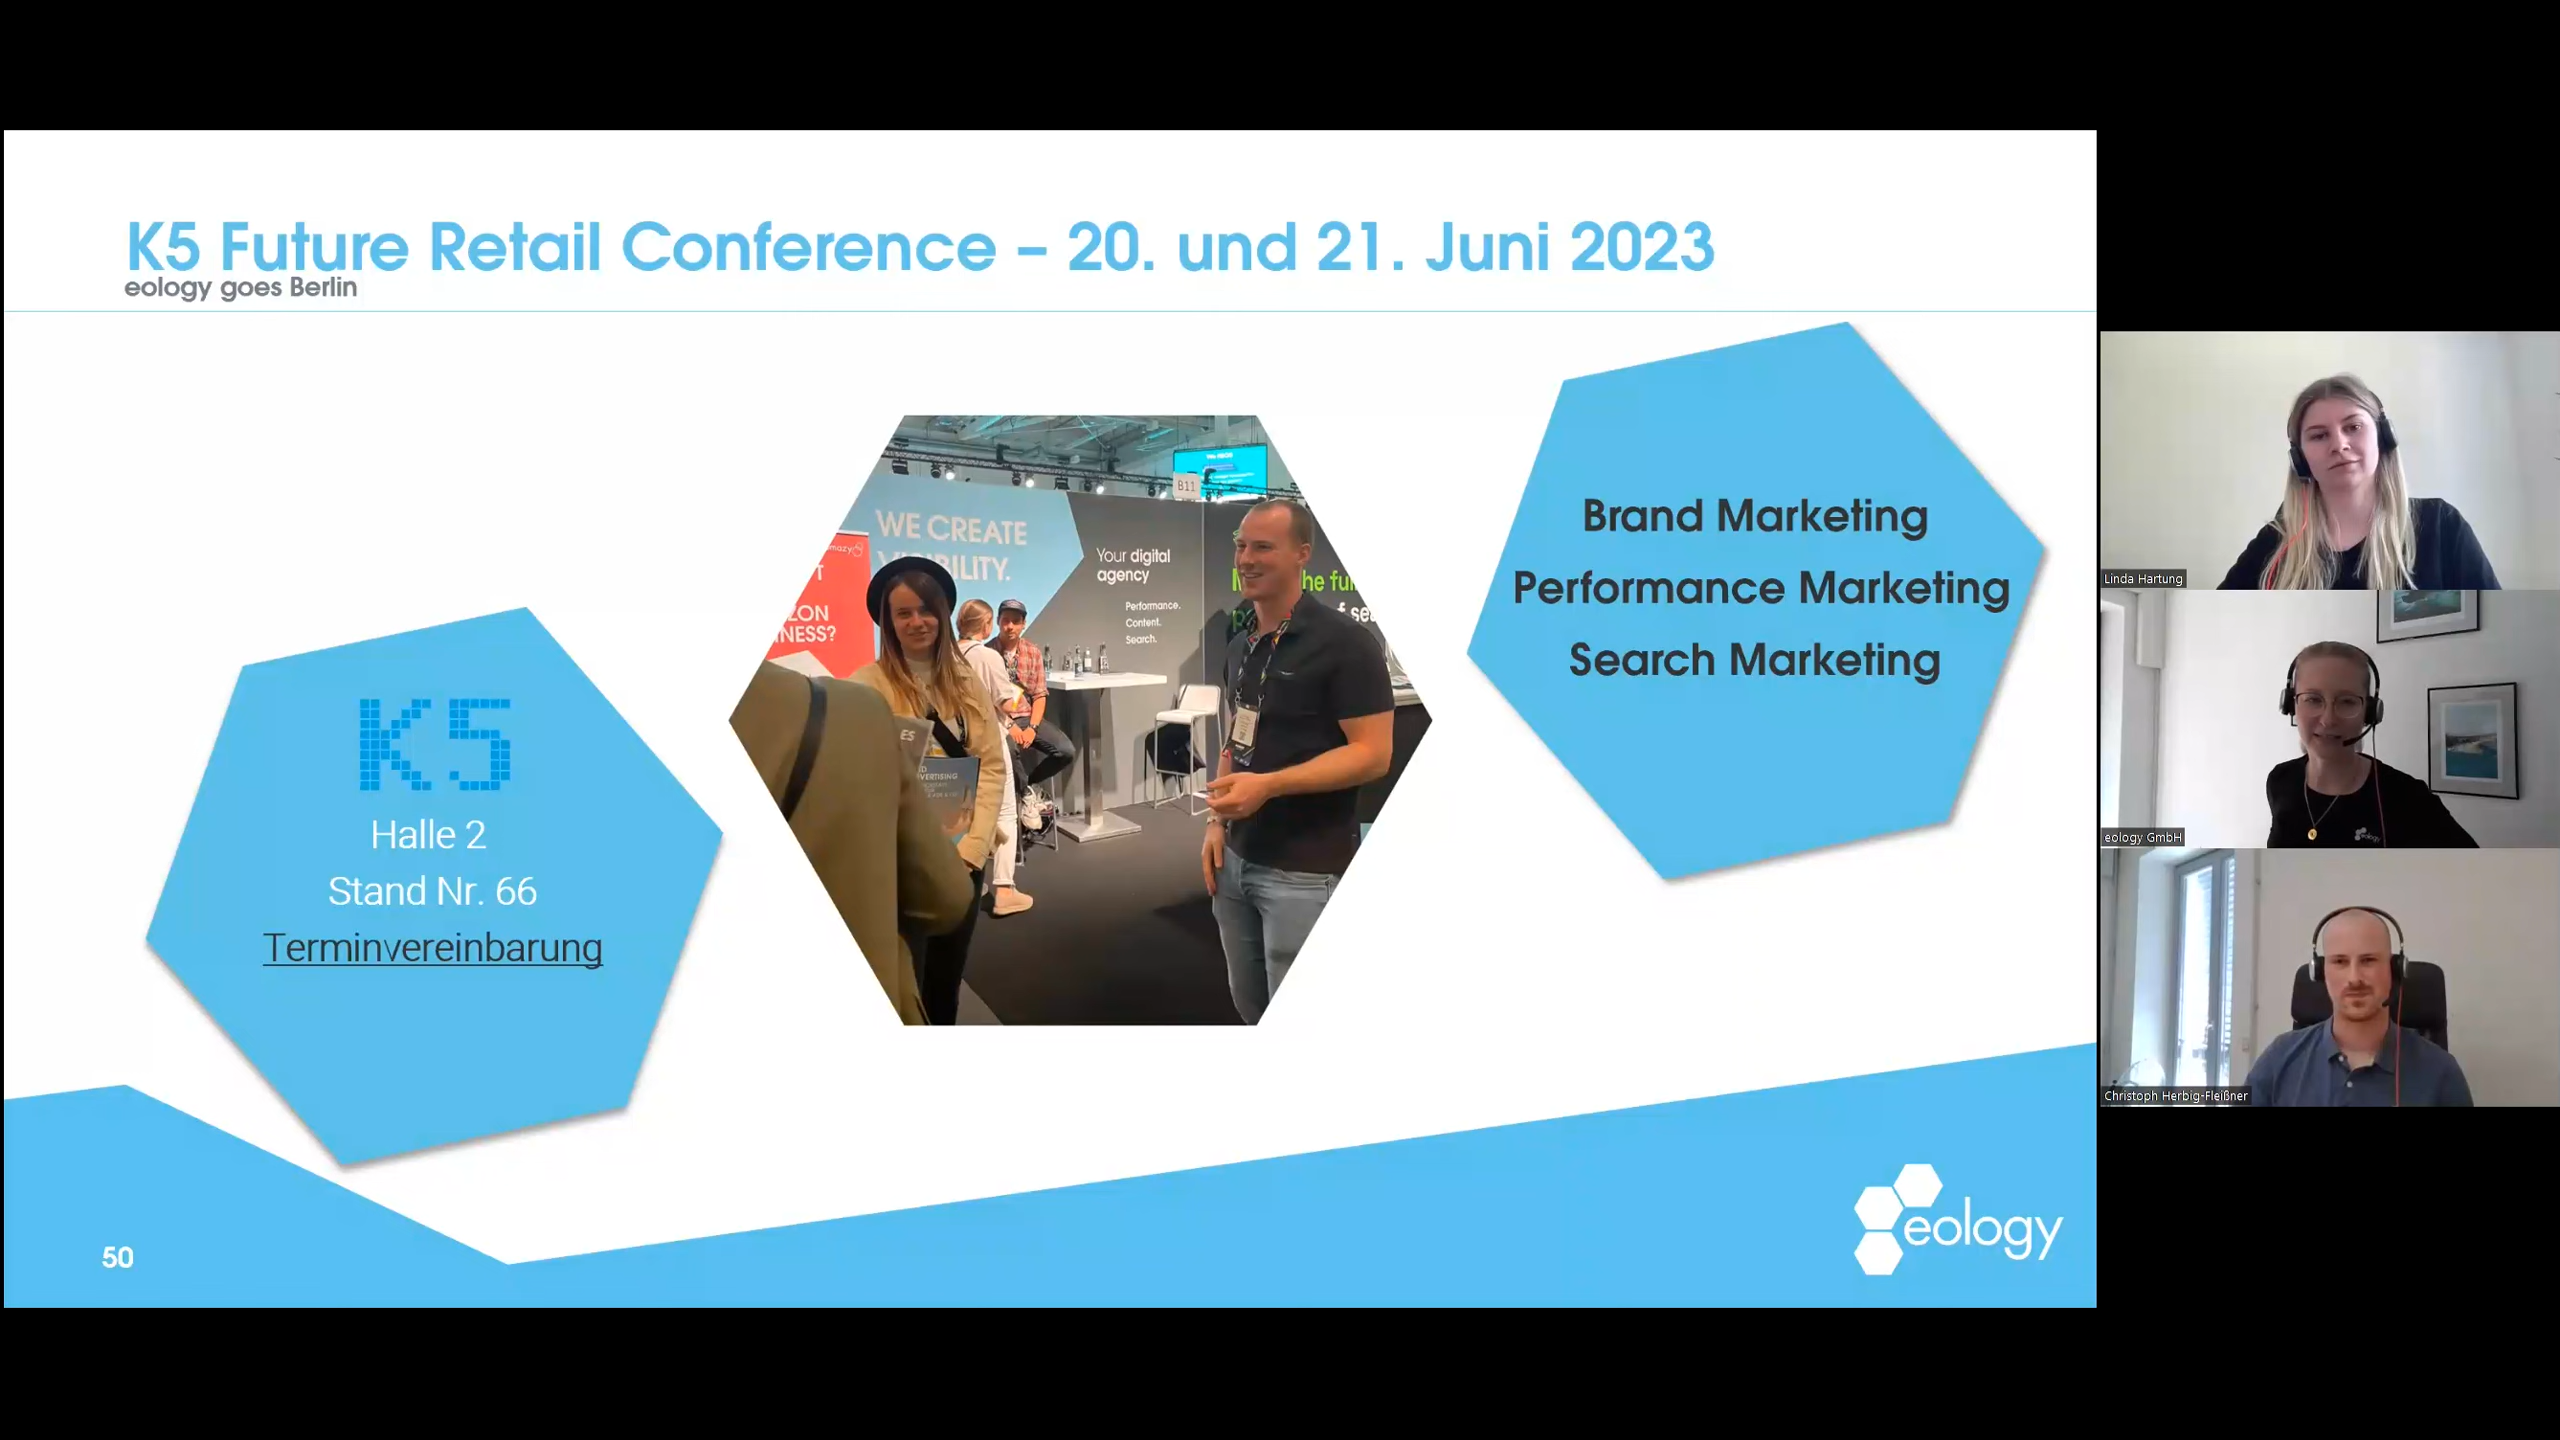 K5 Future Retail Conference – 20. und 21. Juni 2023
eology goes Berlin
K5
Halle 2
Stand Nr. 66
Terminvereinbarung
WE CREATE
B11
Your digital
agency
Performance.
Content.
Search.
Brand Marketing
Performance Marketing
Search Marketing
50
eology
Linda Hartung
eology
eology GmbH
Christoph Herbig-Fleißner